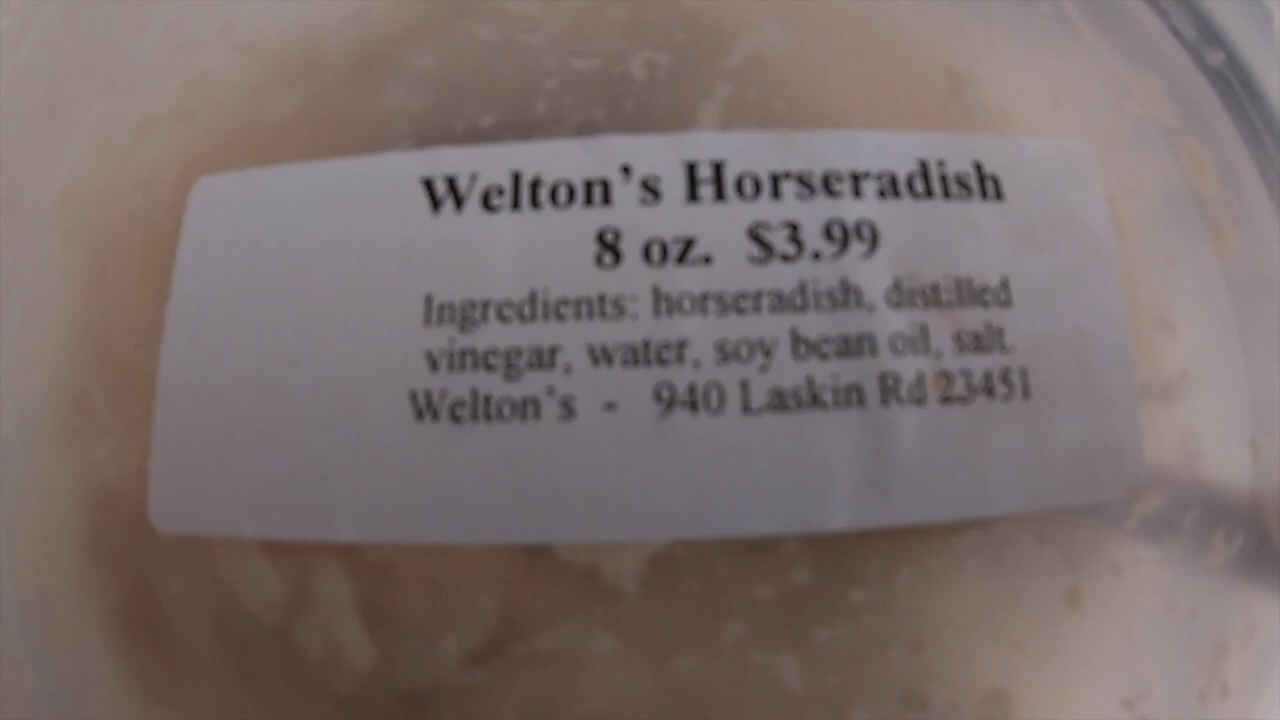 Welton's Horseradish
8 oz. $3.99
Ingredients: horseradish, distilled
vinegar, water, soy bean oil, salt.
Welton's - 940 Laskin Rd 23451